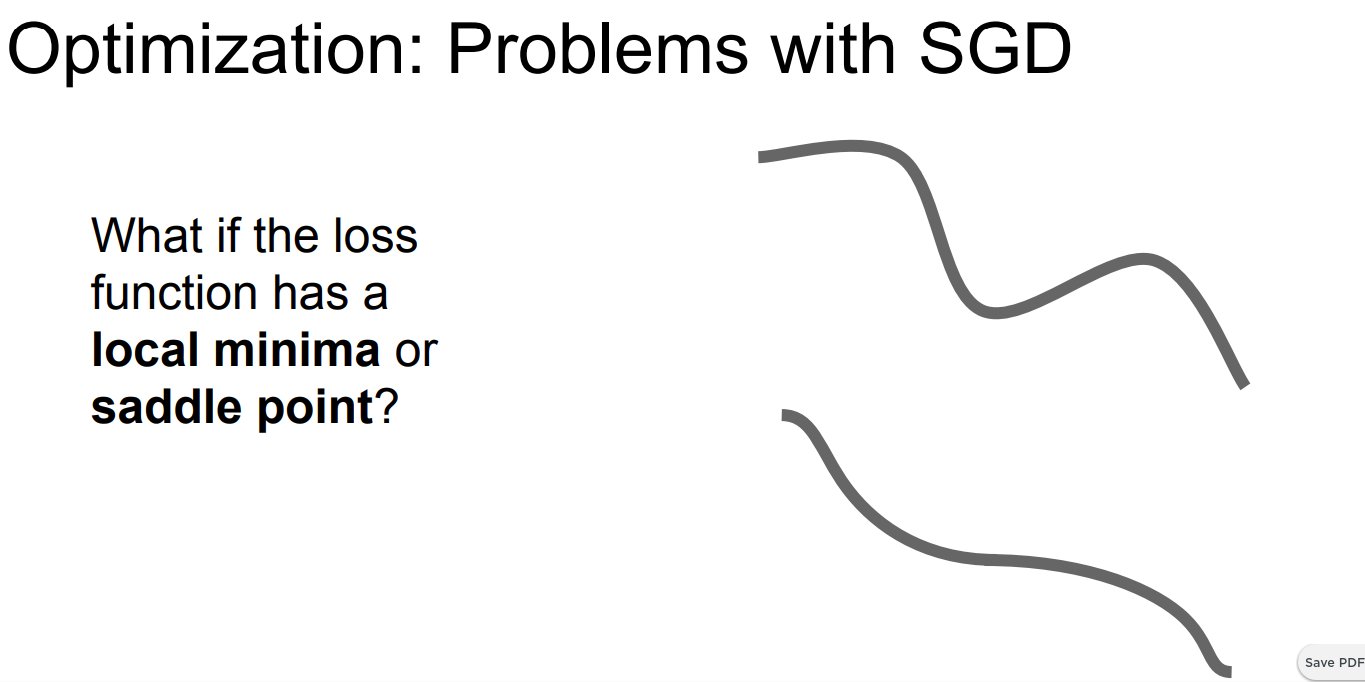 Optimization: Problems with SGD
What if the loss
function has a
local minima or
saddle point?
Save PDF